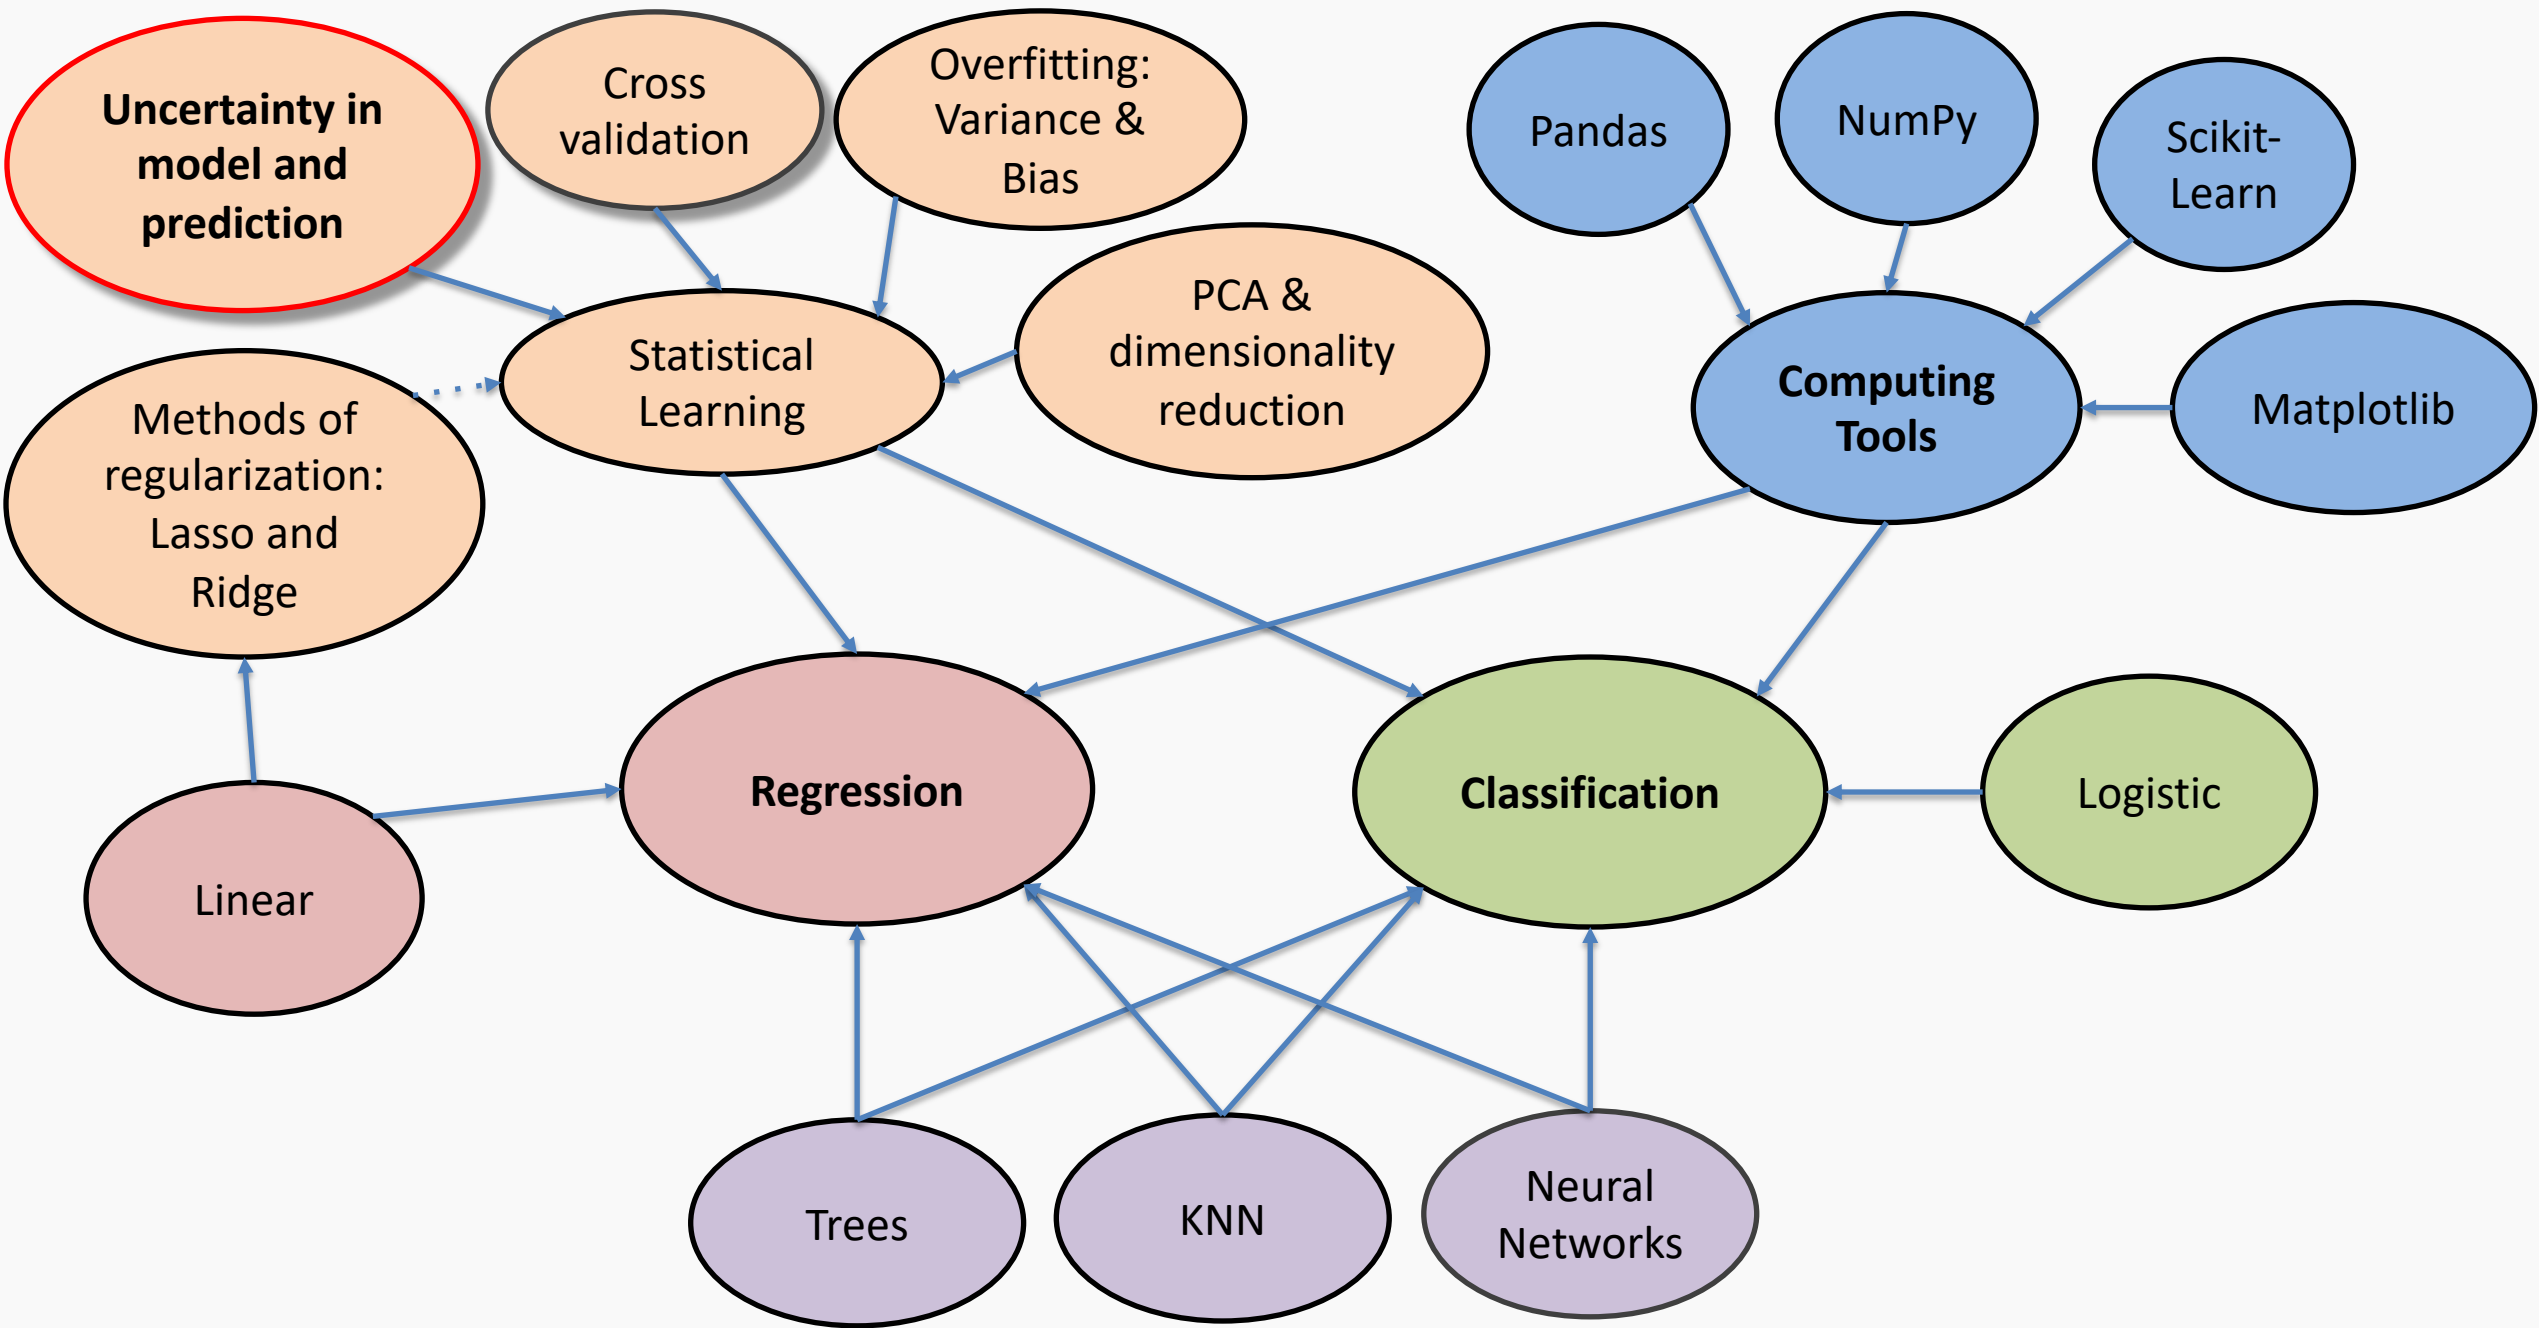 Uncertainty in
model and
prediction
Cross
validation
Overfitting:
Variance &
Bias
Pandas
NumPy
Scikit-
Learn
PCA &
dimensionality
reduction
Statistical
Learning
Computing
Tools
Matplotlib
Methods of
regularization:
Lasso and
Ridge
Regression
Classification
Logistic
Linear
Trees
KNN
Neural
Networks